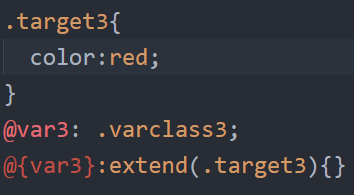 .target3{
  color:red;
}
@var3: .varclass3;
@{var3}:extend(.target3){}